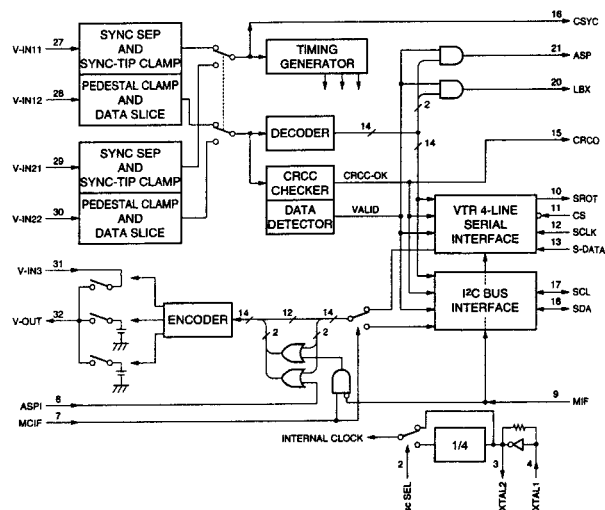 V-IN11 27
SYNC SEP
AND
SYNC-TIP CLAMP
V-IN12 28
PEDESTAL CLAMP
AND
DATA SLICE
V-IN21 29
SYNC SEP
AND
SYNC-TIP CLAMP
V-IN22 30
PEDESTAL CLAMP
AND
DATA SLICE
TIMING
GENERATOR
DECODER
14
CRCC
CHECKER
DATA
DETECTOR
CRCC-OK
VALID
2
14
16 CSYC
21 ASP
20 LBX
15 CRCO
VTR 4-LINE
SERIAL
INTERFACE
10 SROT
11 CS
12 SCLK
13 S-DATA
I²C BUS
INTERFACE
17 SCL
18 SDA
V-IN3 31
V-OUT 32
ENCODER
14
12
14
2
2
ASPI 6
MCIF 7
9 MIF
INTERNAL CLOCK
1/4
2
3
4
XTAL2
XTAL1